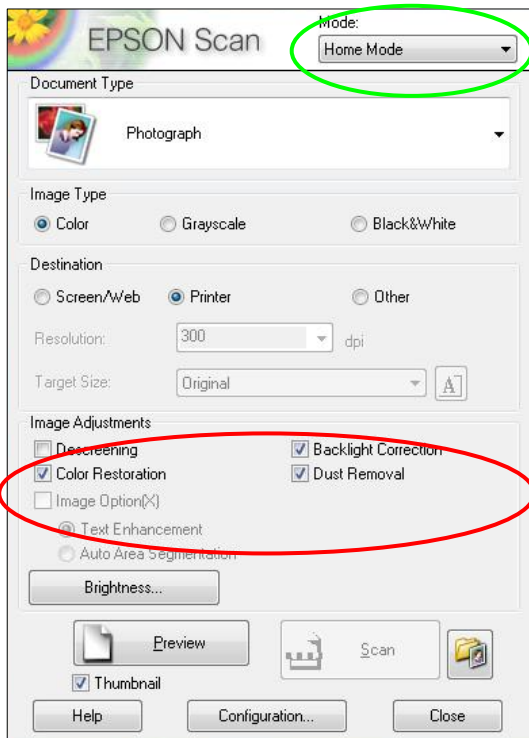 EPSON Scan
Mode:
Home Mode
Document Type
Photograph
Image Type
Color Grayscale Black&White
Destination
Screen/Web Printer Other
Resolution: 300 dpi
Target Size: Original A
Image Adjustments
Descreening Backlight Correction
Color Restoration Dust Removal
Image Option(X)
Text Enhancement
Auto Area Segmentation
Brightness...
Preview Scan
Thumbnail
Help Configuration... Close